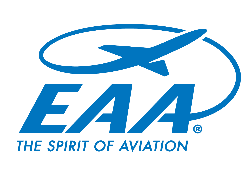 EAA®
THE SPIRIT OF AVIATION